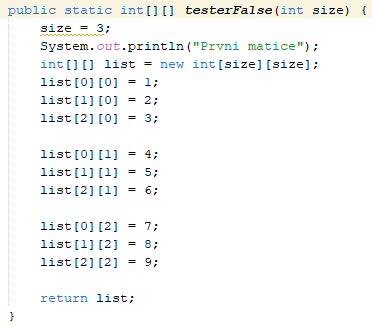 public static int[][] testerFalse(int size) {
    size = 3;
    System.out.println("Prvni matice");
    int[][] list = new int[size][size];
    list[0][0] = 1;
    list[1][0] = 2;
    list[2][0] = 3;

    list[0][1] = 4;
    list[1][1] = 5;
    list[2][1] = 6;

    list[0][2] = 7;
    list[1][2] = 8;
    list[2][2] = 9;

    return list;
}